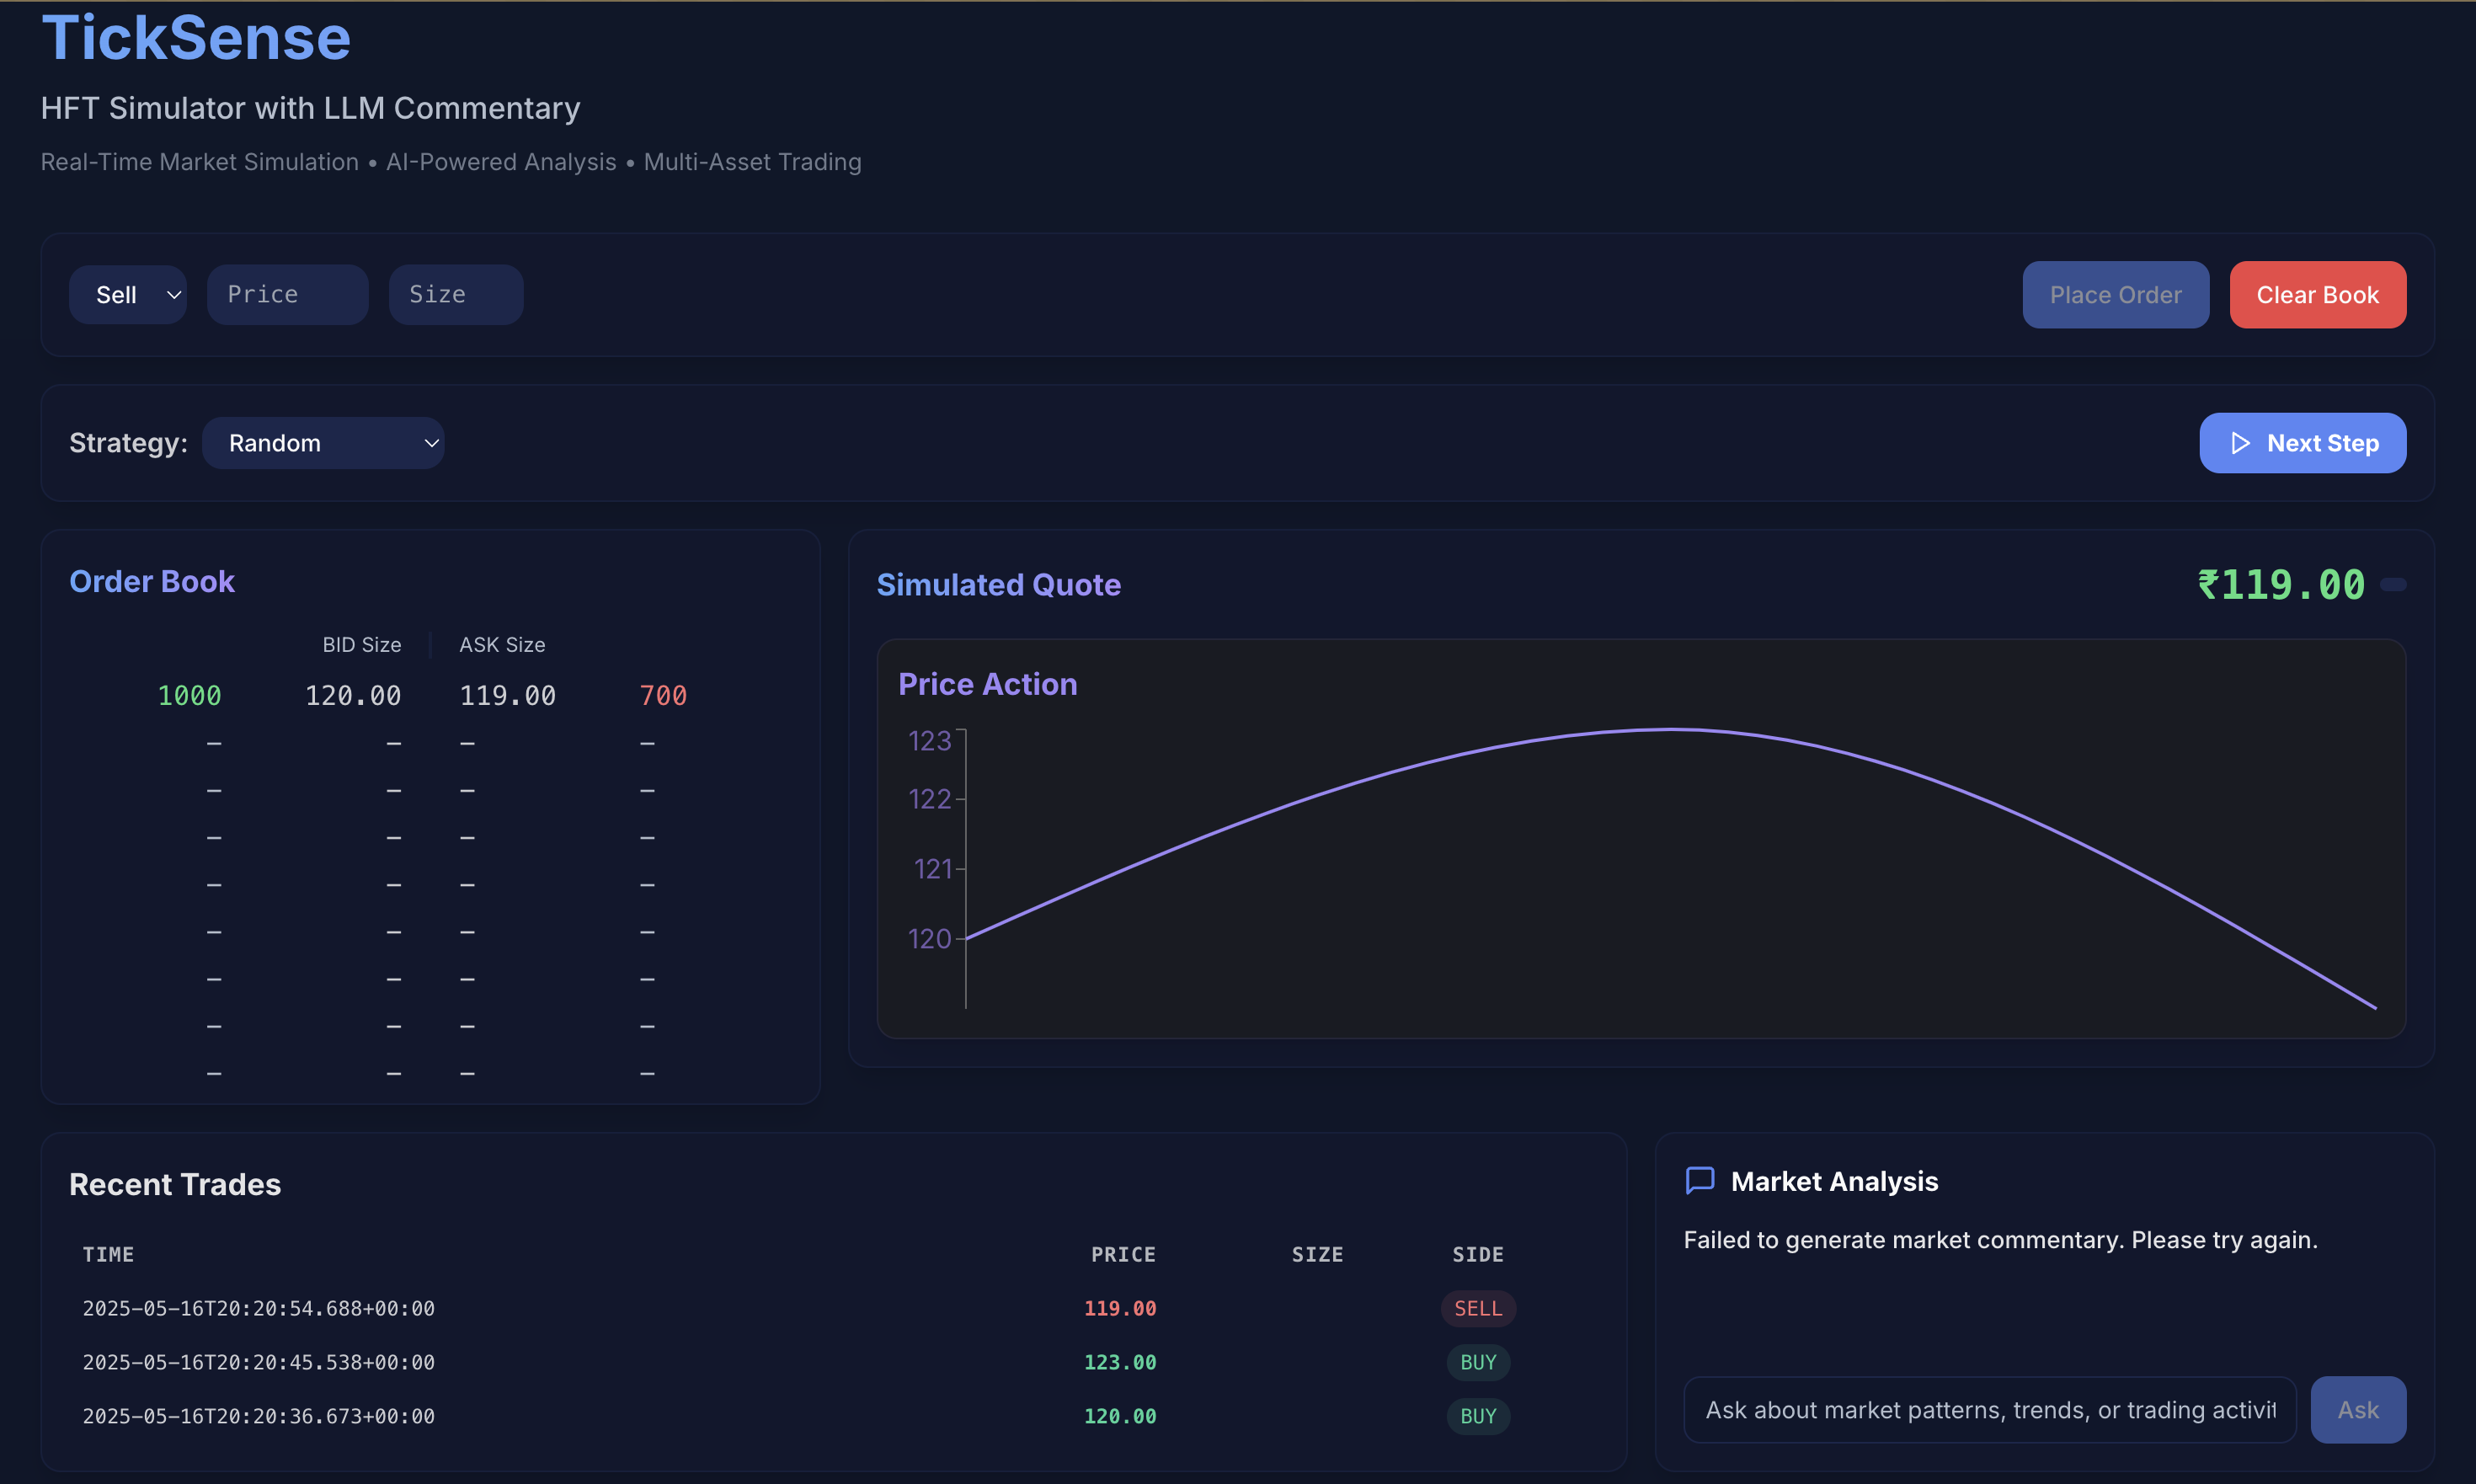 TickSense
HFT Simulator with LLM Commentary
Real-Time Market Simulation • AI-Powered Analysis • Multi-Asset Trading
Sell Price Size Place Order Clear Book
Strategy: Random Next Step
Order Book
BID Size ASK Size
1000 120.00 119.00 700
– – – –
– – – –
– – – –
– – – –
– – – –
– – – –
– – – –
– – – –
Simulated Quote ₹119.00
Price Action
123
122
121
120
Recent Trades
TIME PRICE SIZE SIDE
2025-05-16T20:20:54.688+00:00 119.00 SELL
2025-05-16T20:20:45.538+00:00 123.00 BUY
2025-05-16T20:20:36.673+00:00 120.00 BUY
Market Analysis
Failed to generate market commentary. Please try again.
Ask about market patterns, trends, or trading activit Ask